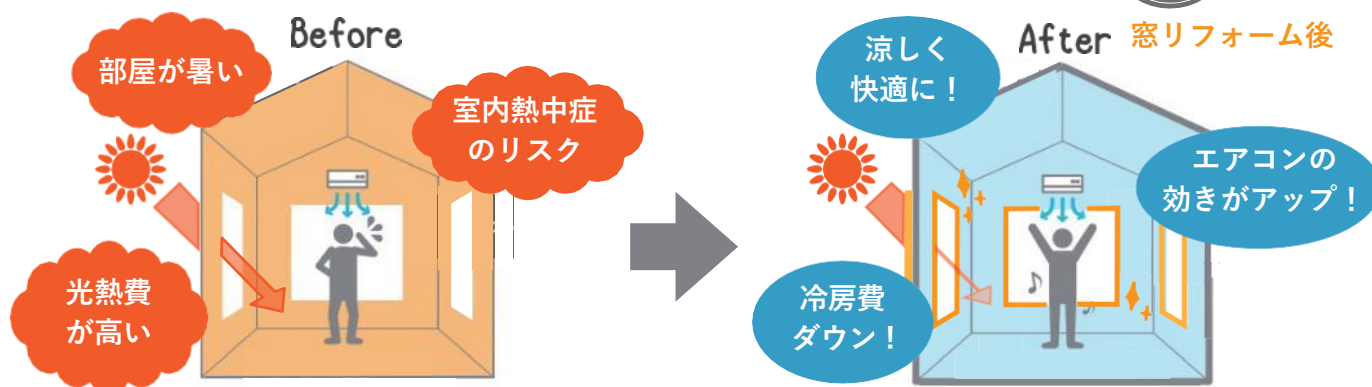 Before
部屋が暑い
室内熱中症
のリスク
光熱費
が高い
After 窓リフォーム後
涼しく
快適に！
エアコンの
効きがアップ！
冷房費
ダウン！